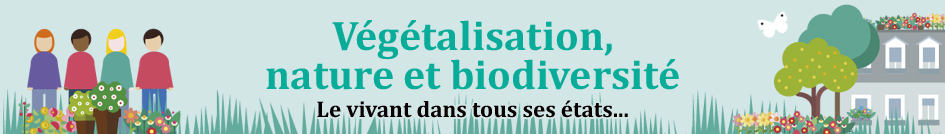 Végétalisation,
nature et biodiversité
Le vivant dans tous ses états...